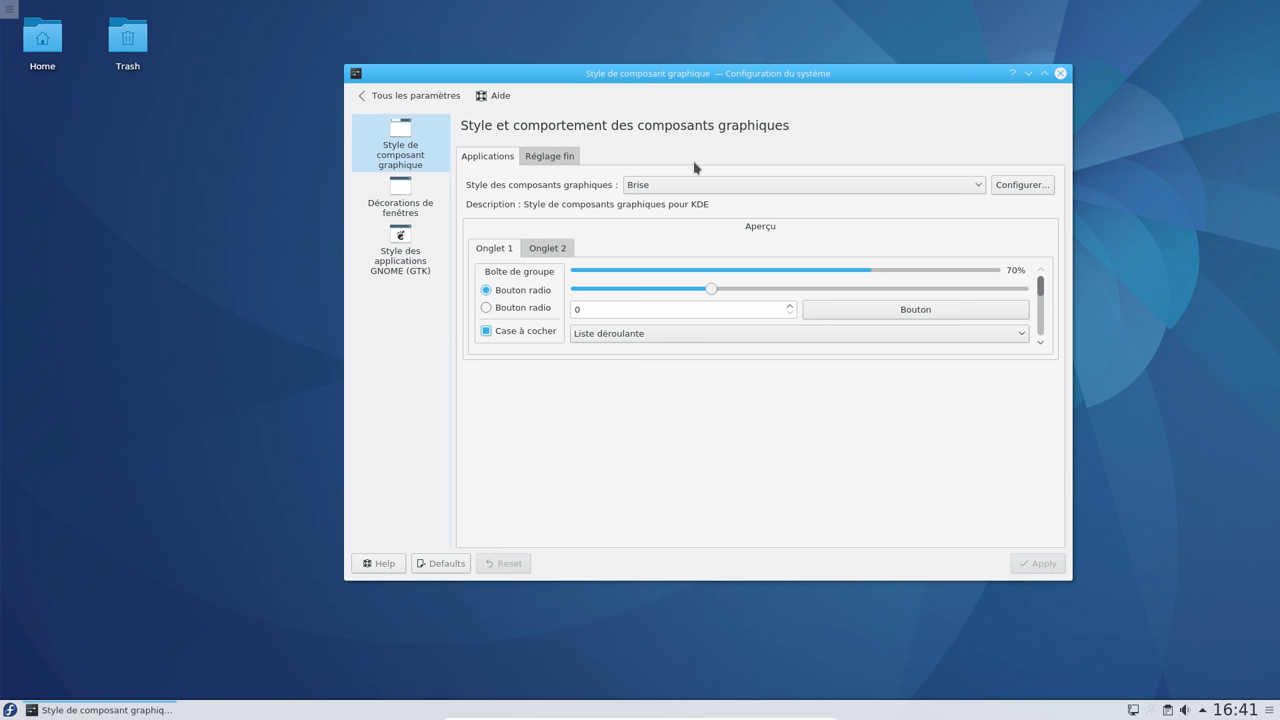 Home
Trash
Style de composant graphique — Configuration du système
Tous les paramètres
Aide
Style de
composant
graphique
Décorations de
fenêtres
Style des
applications
GNOME (GTK)
Style et comportement des composants graphiques
Applications
Réglage fin
Style des composants graphiques :
Brise
Configurer...
Description : Style de composants graphiques pour KDE
Aperçu
Onglet 1
Onglet 2
Boîte de groupe
Bouton radio
Bouton radio
Case à cocher
70%
0
Bouton
Liste déroulante
Help
Defaults
Reset
Apply
Style de composant graphiq...
16:41